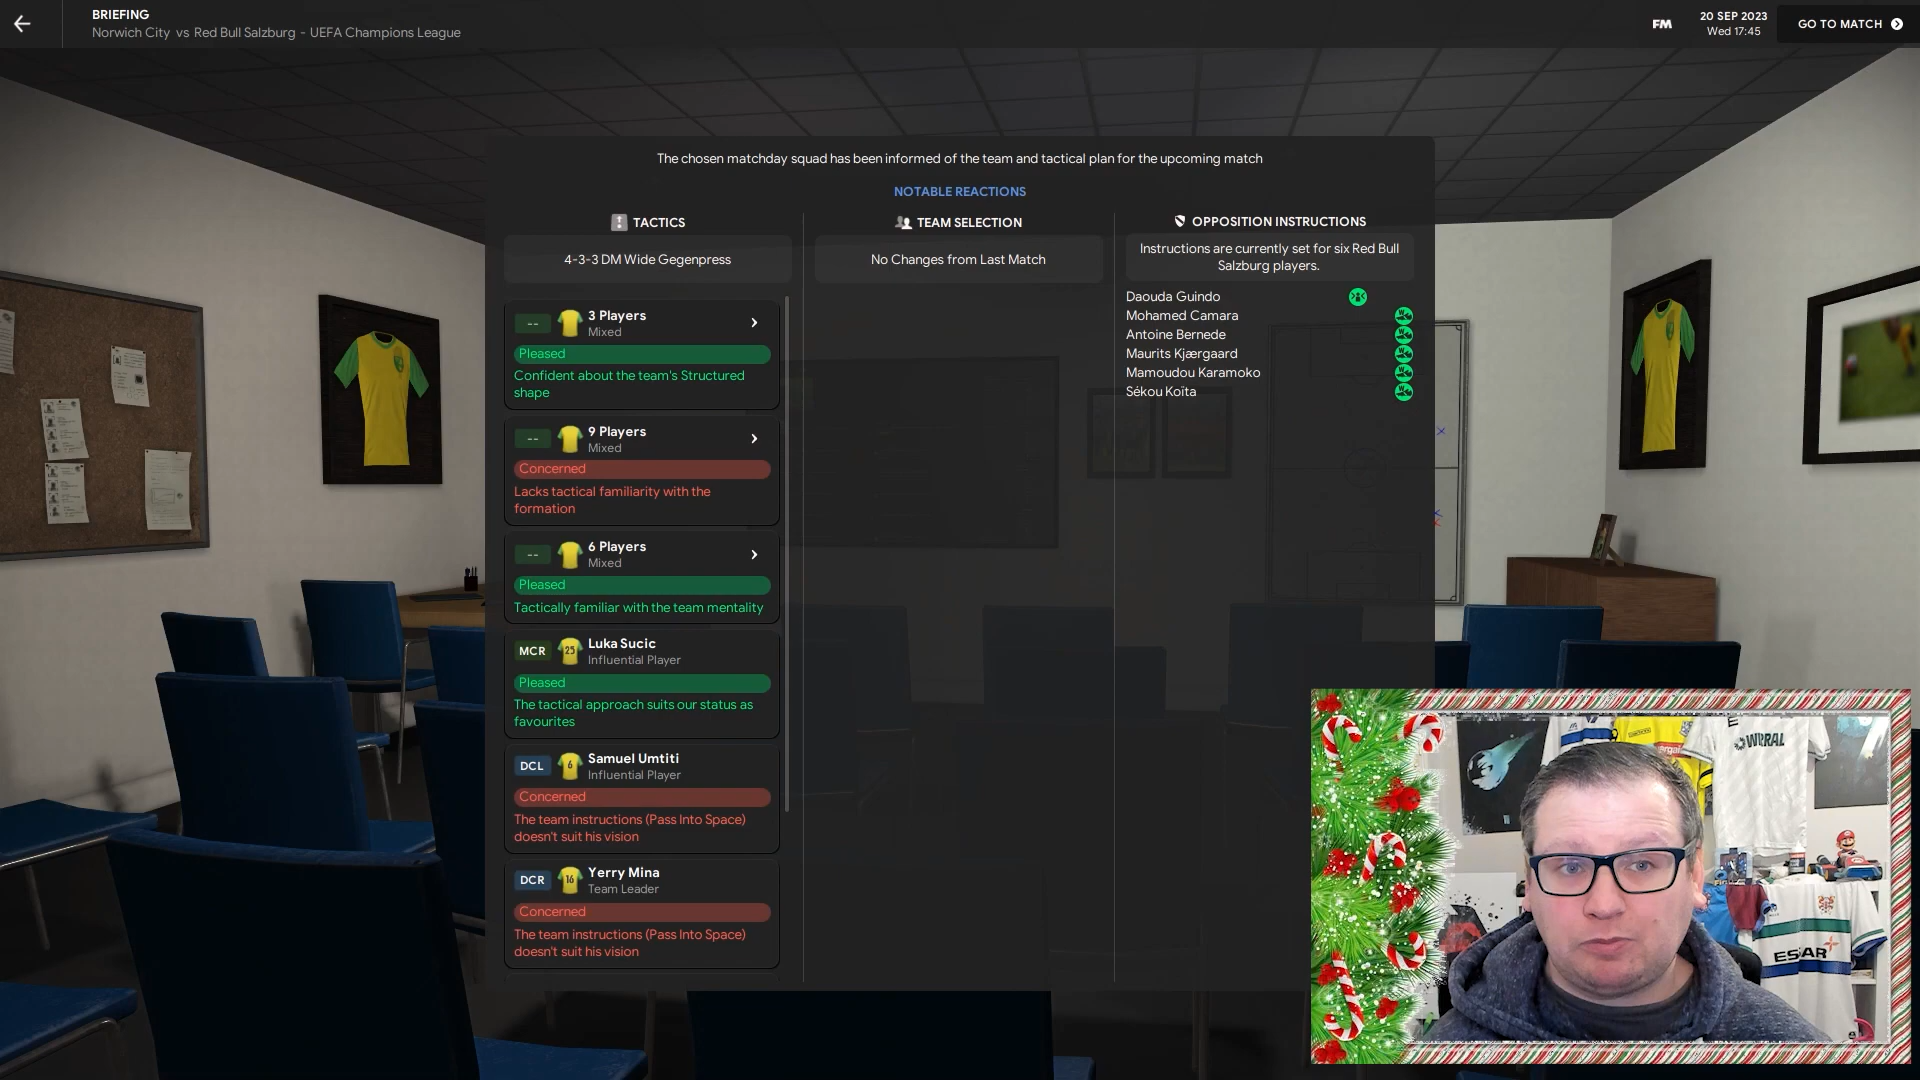 BRIEFING
Norwich City vs Red Bull Salzburg - UEFA Champions League
FM
20 SEP 2023
Wed 17:45
GO TO MATCH
The chosen matchday squad has been informed of the team and tactical plan for the upcoming match
NOTABLE REACTIONS
TACTICS
4-3-3 DM Wide Gegenpress
-- 3 Players
Mixed
Pleased
Confident about the team's Structured
shape
-- 9 Players
Mixed
Concerned
Lacks tactical familiarity with the
formation
-- 6 Players
Mixed
Pleased
Tactically familiar with the team mentality
MCR 25 Luka Sucic
Influential Player
Pleased
The tactical approach suits our status as
favourites
DCL 6 Samuel Umtiti
Influential Player
Concerned
The team instructions (Pass Into Space)
doesn't suit his vision
DCR 16 Yerry Mina
Team Leader
Concerned
The team instructions (Pass Into Space)
doesn't suit his vision
TEAM SELECTION
No Changes from Last Match
OPPOSITION INSTRUCTIONS
Instructions are currently set for six Red Bull
Salzburg players.
Daouda Guindo
Mohamed Camara
Antoine Bernede
Maurits Kjærgaard
Mamoudou Karamoko
Sékou Koïta
WIRRAL